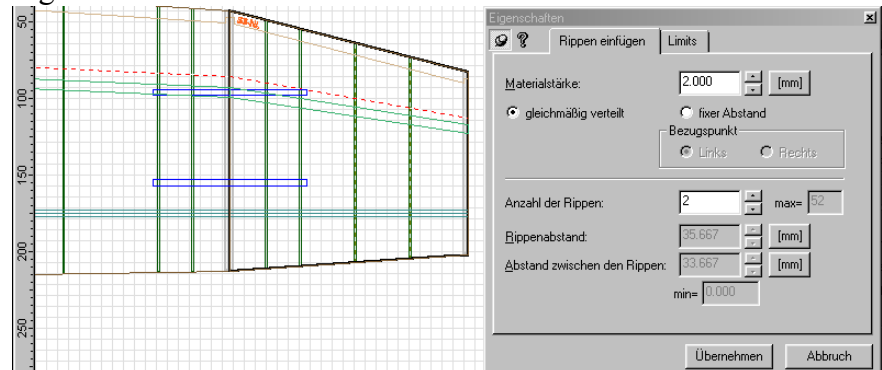 50
100
150
200
250
Eigenschaften
Rippen einfügen Limits
Materialstärke: 2.000 [mm]
gleichmäßig verteilt fixer Abstand
Bezugspunkt
Links Rechts
Anzahl der Rippen: 2 max= 52
Rippenabstand: 35.667 [mm]
Abstand zwischen den Rippen: 33.667 [mm]
min= 0.000
Übernehmen Abbruch